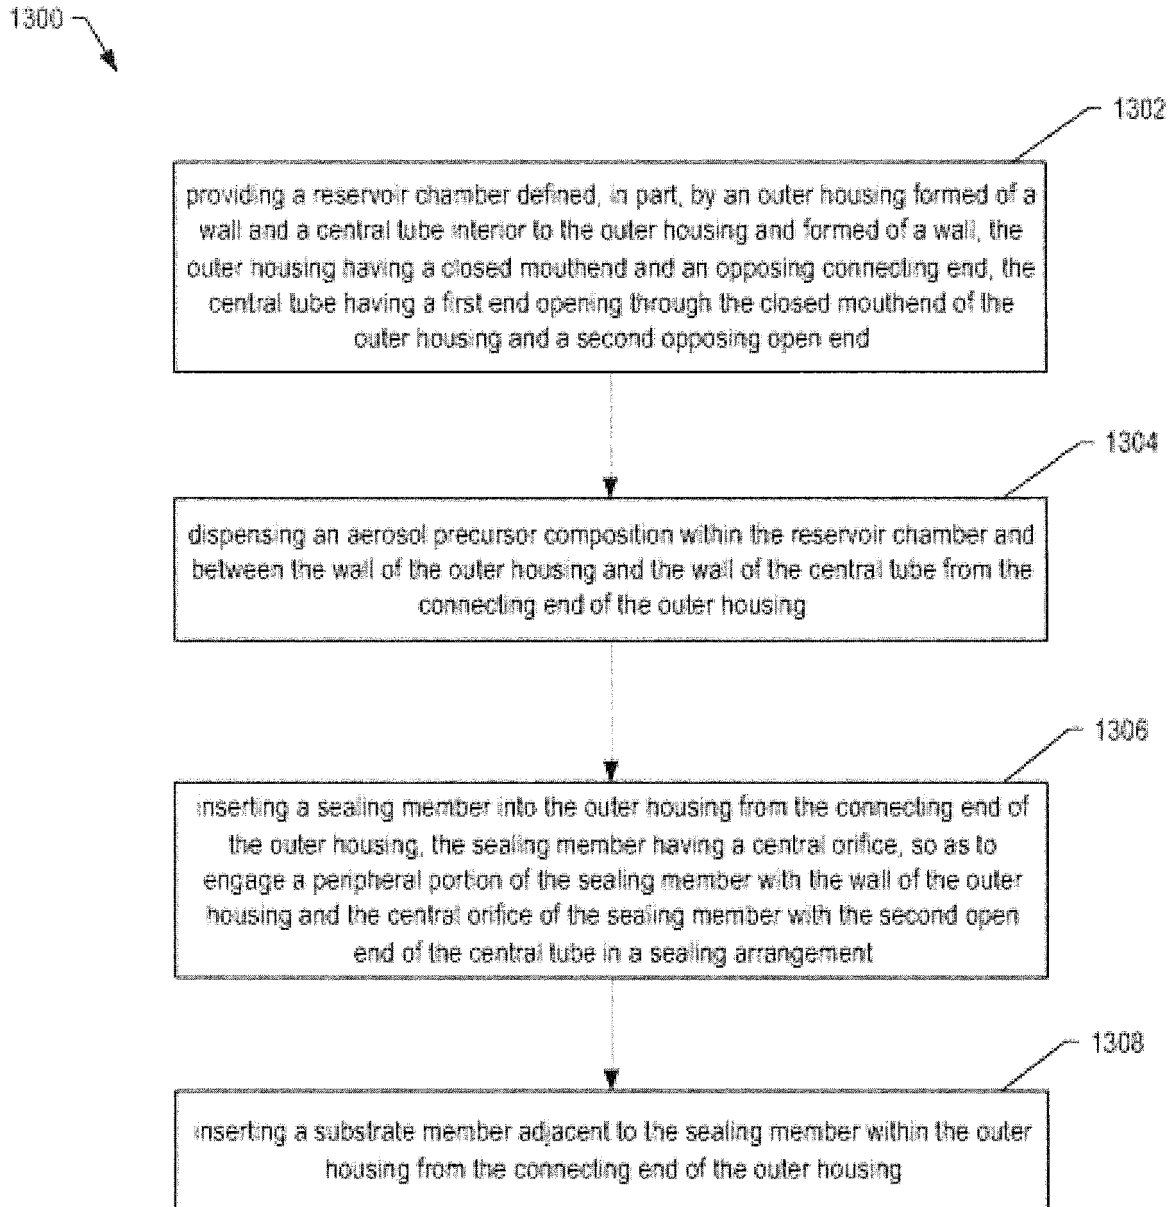 1300
1302
providing a reservoir chamber defined, in part, by an outer housing formed of a
wall and a central tube interior to the outer housing and formed of a wall, the
outer housing having a closed mouthend and an opposing connecting end, the
central tube having a first end opening through the closed mouthend of the
outer housing and a second opposing open end
1304
dispensing an aerosol precursor composition within the reservoir chamber and
between the wall of the outer housing and the wall of the central tube from the
connecting end of the outer housing
1306
inserting a sealing member into the outer housing from the connecting end of
the outer housing, the sealing member having a central orifice, so as to
engage a peripheral portion of the sealing member with the wall of the outer
housing and the central orifice of the sealing member with the second open
end of the central tube in a sealing arrangement
1308
inserting a substrate member adjacent to the sealing member within the outer
housing from the connecting end of the outer housing